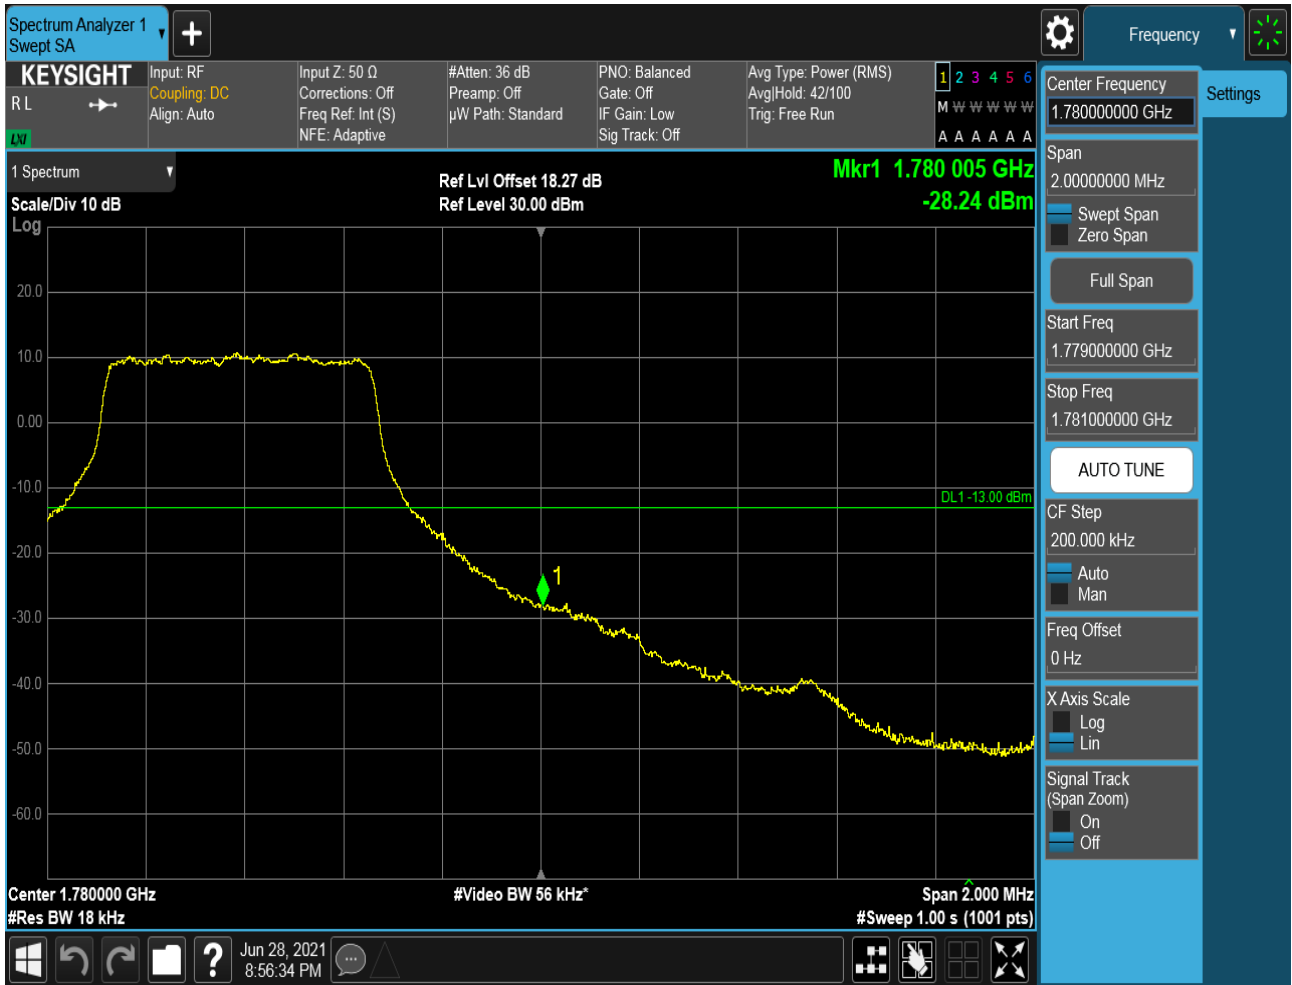 Spectrum Analyzer 1
Swept SA
Frequency
KEYSIGHT
R L
LXI
Input: RF
Coupling: DC
Align: Auto
Input Z: 50 Ω
Corrections: Off
Freq Ref: Int (S)
NFE: Adaptive
#Atten: 36 dB
Preamp: Off
µW Path: Standard
PNO: Balanced
Gate: Off
IF Gain: Low
Sig Track: Off
Avg Type: Power (RMS)
Avg|Hold: 42/100
Trig: Free Run
1 2 3 4 5 6
M W W W W W
A A A A A A
1 Spectrum
Scale/Div 10 dB
Log
Ref Lvl Offset 18.27 dB
Ref Level 30.00 dBm
Mkr1 1.780 005 GHz
-28.24 dBm
20.0
10.0
0.00
-10.0
-20.0
-30.0
-40.0
-50.0
-60.0
DL1 -13.00 dBm
1
Center 1.780000 GHz
#Res BW 18 kHz
#Video BW 56 kHz*
Span 2.000 MHz
#Sweep 1.00 s (1001 pts)
Jun 28, 2021
8:56:34 PM
Center Frequency
1.780000000 GHz
Settings
Span
2.00000000 MHz
Swept Span
Zero Span
Full Span
Start Freq
1.779000000 GHz
Stop Freq
1.781000000 GHz
AUTO TUNE
CF Step
200.000 kHz
Auto
Man
Freq Offset
0 Hz
X Axis Scale
Log
Lin
Signal Track
(Span Zoom)
On
Off